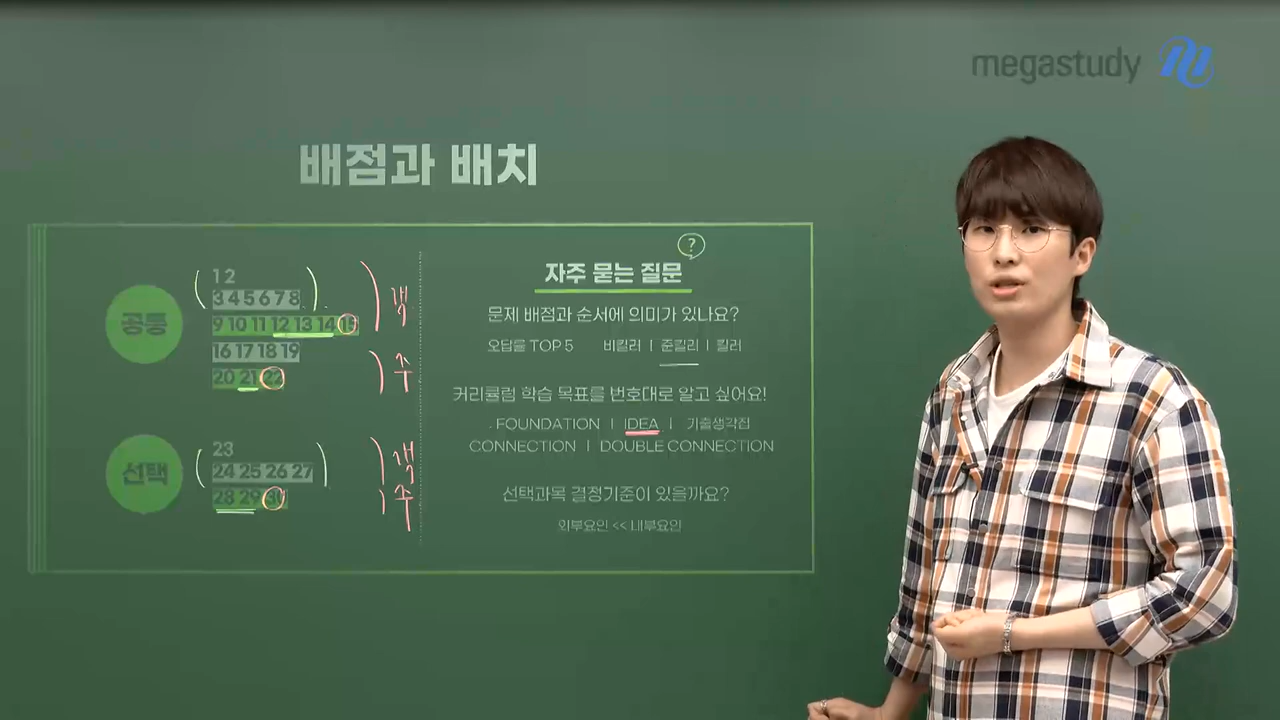 megastudy
배점과 배치
공통
1 2
3 4 5 6 7 8
9 10 11 12 13 14 15
16 17 18 19
20 21 22
객
주
선택
23
24 25 26 27
28 29 30
객
주
?
자주 묻는 질문
문제 배점과 순서에 의미가 있나요?
오답률 TOP 5 비킬러 | 준킬러 | 킬러
커리큘럼 학습 목표를 번호대로 알고 싶어요!
FOUNDATION | IDEA | 기출생각집
CONNECTION | DOUBLE CONNECTION
선택과목 결정기준이 있을까요?
외부요인 << 내부요인